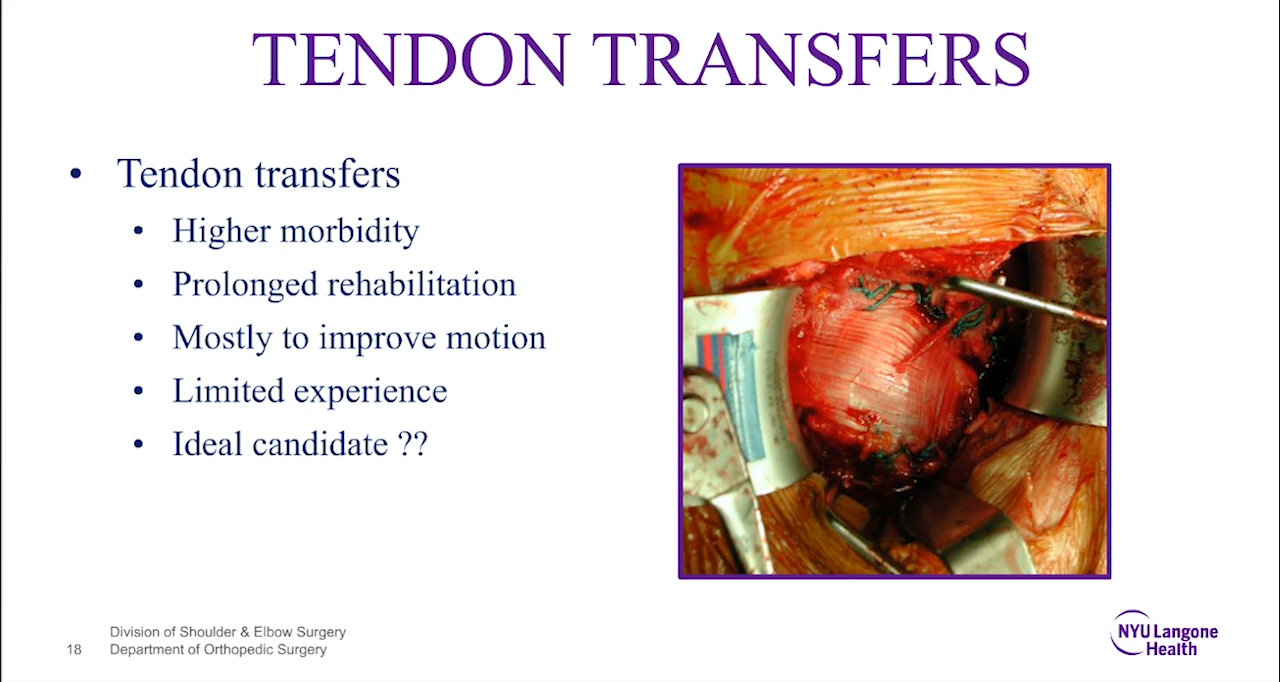 TENDON TRANSFERS
• Tendon transfers
• Higher morbidity
• Prolonged rehabilitation
• Mostly to improve motion
• Limited experience
• Ideal candidate ??
Division of Shoulder & Elbow Surgery
18 Department of Orthopedic Surgery
NYU Langone
Health